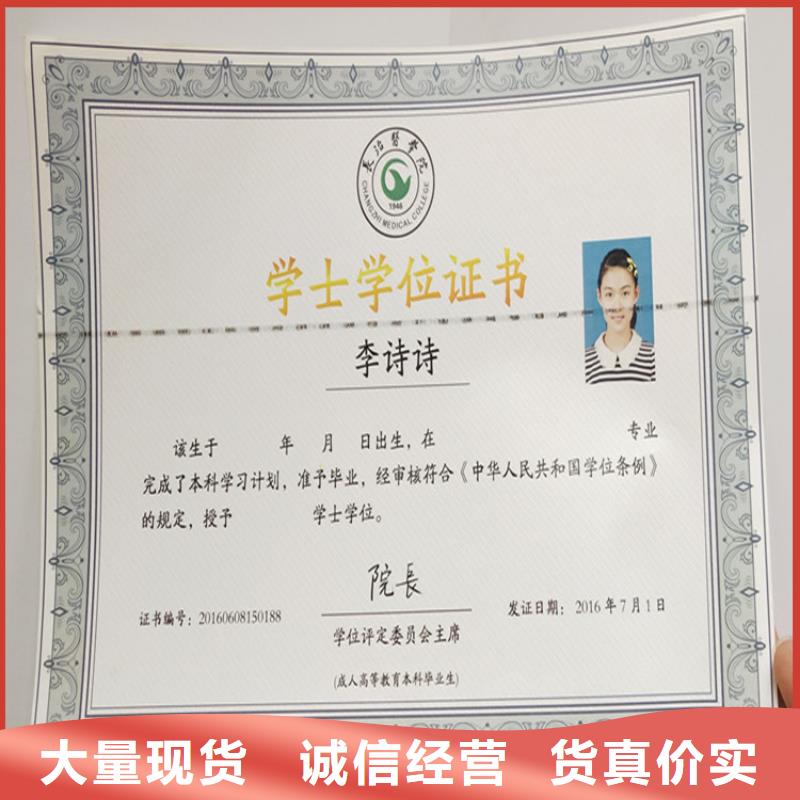 長治醫學院
CHANGZHI MEDICAL COLLEGE
1946
学士学位证书
李诗诗
该生于 年 月 日出生，在 专业
完成了本科学习计划，准予毕业，经审核符合《中华人民共和国学位条例》
的规定，授予 学士学位。
院長
证书编号：20160608150188
学位评定委员会主席
发证日期：2016年7月1日
(成人高等教育本科毕业生)
大量现货 诚信经营 货真价实